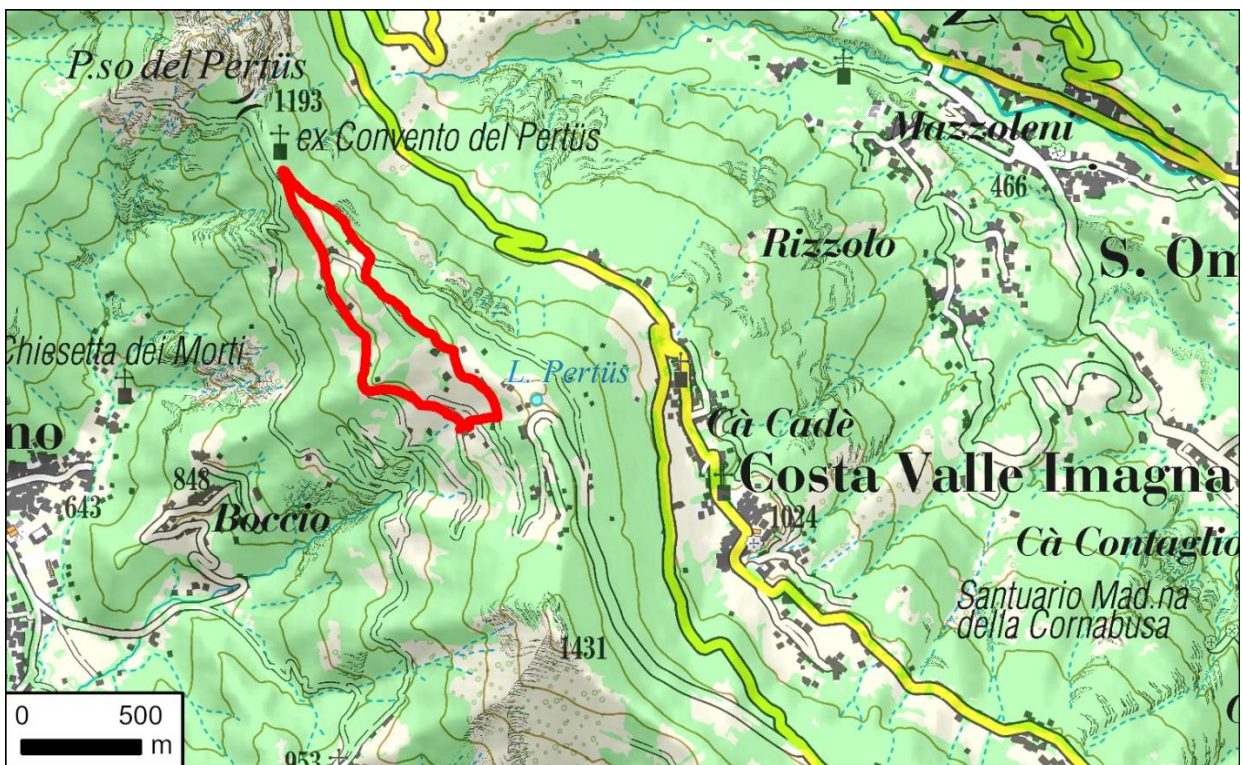 P.so del Pertüs
1193
ex Convento del Pertüs
Mazzoleni
466
Rizzolo
S. Om
Chiesetta dei Morti
L. Pertüs
no
Cà Cadè
848
Costa Valle Imagna
643
Boccio
1024
Cà Contaglio
Santuario Mad.na
della Cornabusa
1431
0 500
m
953